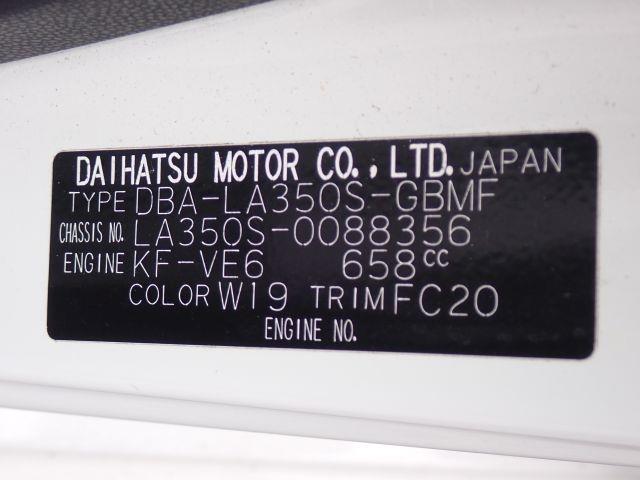 DAIHATSU MOTOR CO., LTD. JAPAN
TYPE DBA-LA350S-GBMF
CHASSIS NO. LA350S-0088356
ENGINE KF-VE6 658cc
COLOR W19 TRIM FC20
ENGINE NO.